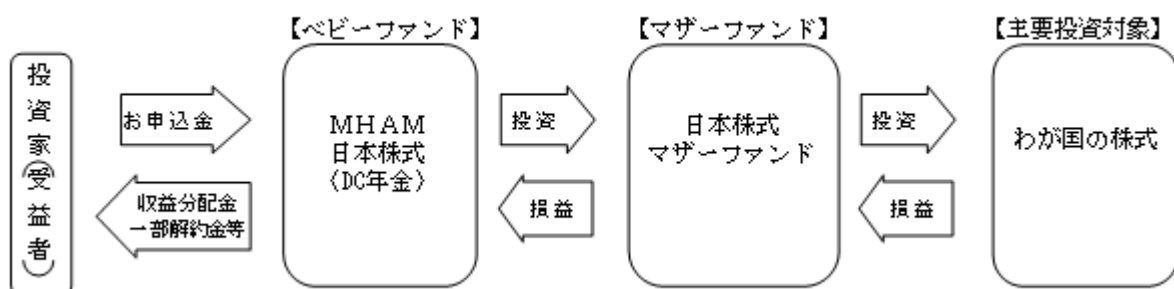 【ベビーファンド】
【マザーファンド】
【主要投資対象】
投資家(受益者)
お申込金
収益分配金
一部解約金等
MHAM
日本株式
(DC年金)
投資
損益
日本株式
マザーファンド
投資
損益
わが国の株式